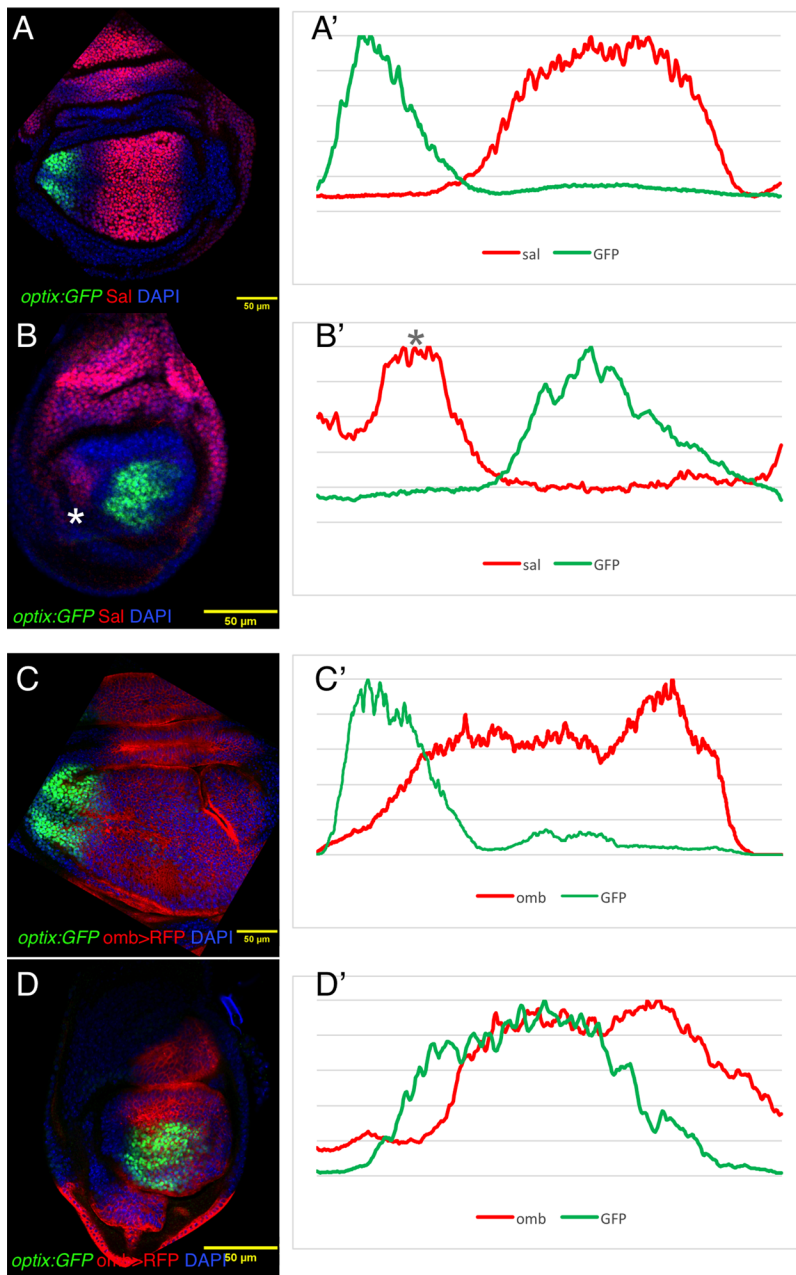 A
optix:GFP Sal DAPI
50 µm
A'
sal GFP
B
*
optix:GFP Sal DAPI
50 µm
B'
*
sal GFP
C
optix:GFP omb>RFP DAPI
50 µm
C'
omb GFP
D
optix:GFP omb>RFP DAPI
50 µm
D'
omb GFP